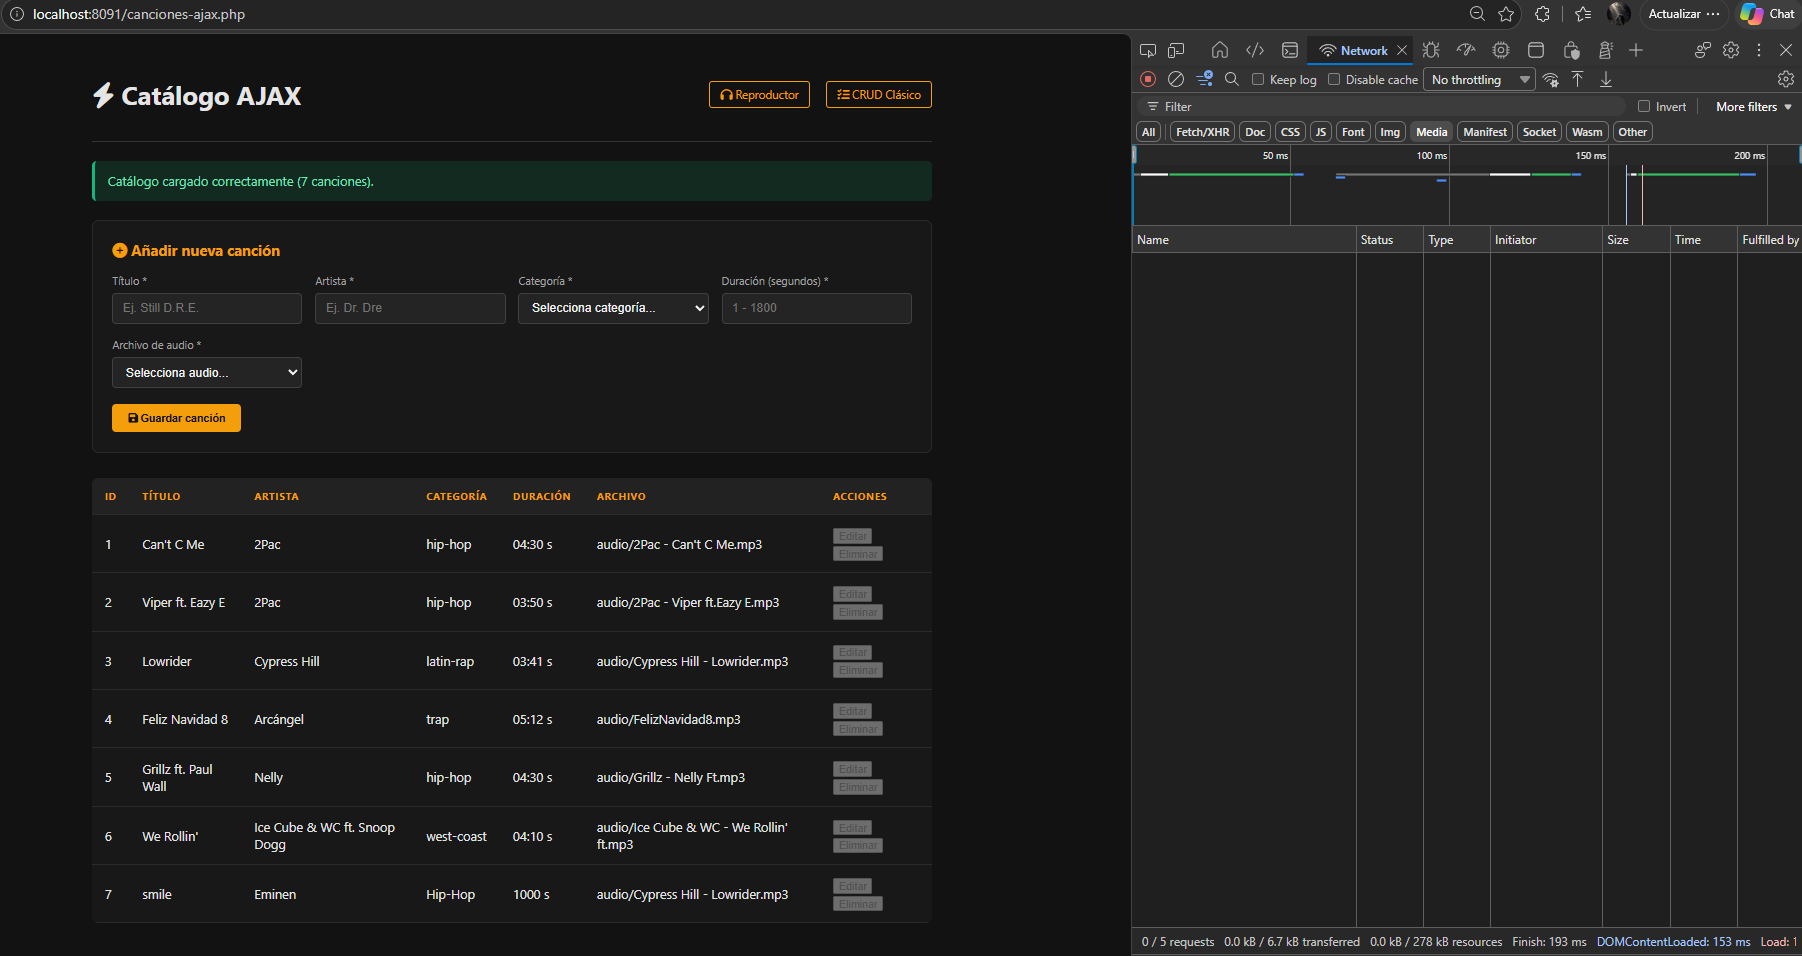 localhost:8091/canciones-ajax.php
Actualizar
Chat
Catálogo AJAX
Reproductor
CRUD Clásico
Catálogo cargado correctamente (7 canciones).
Añadir nueva canción
Título * Artista * Categoría * Duración (segundos) *
Ej. Still D.R.E. Ej. Dr. Dre Selecciona categoría... 1 - 1800
Archivo de audio *
Selecciona audio...
Guardar canción
ID TÍTULO ARTISTA CATEGORÍA DURACIÓN ARCHIVO ACCIONES
1 Can't C Me 2Pac hip-hop 04:30 s audio/2Pac - Can't C Me.mp3 Editar
Eliminar
2 Viper ft. Eazy E 2Pac hip-hop 03:50 s audio/2Pac - Viper ft.Eazy E.mp3 Editar
Eliminar
3 Lowrider Cypress Hill latin-rap 03:41 s audio/Cypress Hill - Lowrider.mp3 Editar
Eliminar
4 Feliz Navidad 8 Arcángel trap 05:12 s audio/FelizNavidad8.mp3 Editar
Eliminar
5 Grillz ft. Paul
Wall Nelly hip-hop 04:30 s audio/Grillz - Nelly Ft.mp3 Editar
Eliminar
6 We Rollin' Ice Cube & WC ft. Snoop
Dogg west-coast 04:10 s audio/Ice Cube & WC - We Rollin'
ft.mp3 Editar
Eliminar
7 smile Eminen Hip-Hop 1000 s audio/Cypress Hill - Lowrider.mp3 Editar
Eliminar
Network
Keep log Disable cache No throttling
Filter Invert More filters
All Fetch/XHR Doc CSS JS Font Img Media Manifest Socket Wasm Other
50 ms 100 ms 150 ms 200 ms
Name Status Type Initiator Size Time Fulfilled by
0 / 5 requests 0.0 kB / 6.7 kB transferred 0.0 kB / 278 kB resources Finish: 193 ms DOMContentLoaded: 153 ms Load: 1